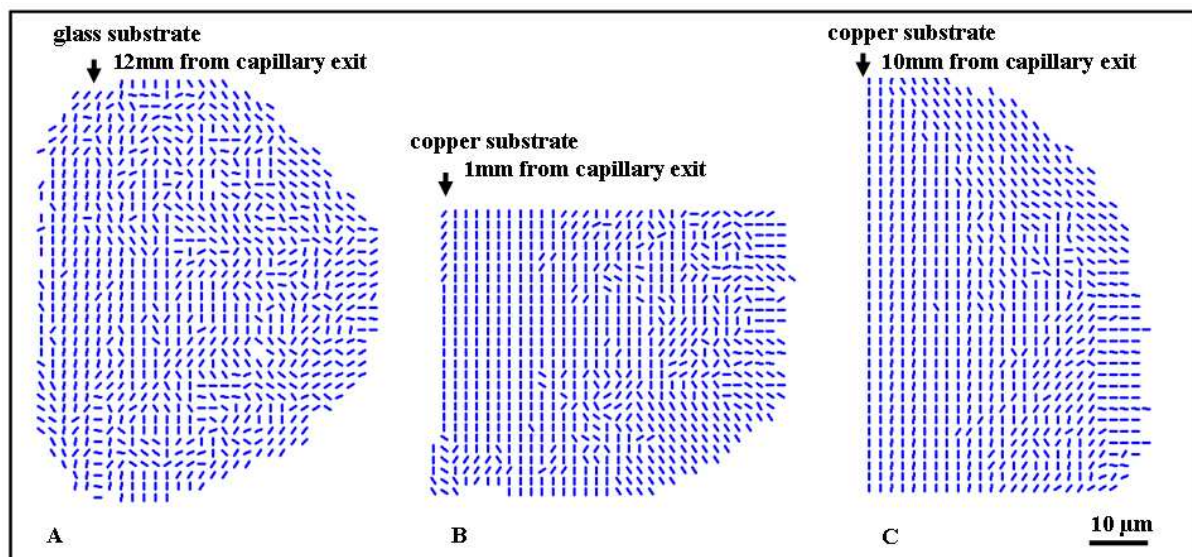 glass substrate
12mm from capillary exit
copper substrate
1mm from capillary exit
copper substrate
10mm from capillary exit
A
B
C
10 µm